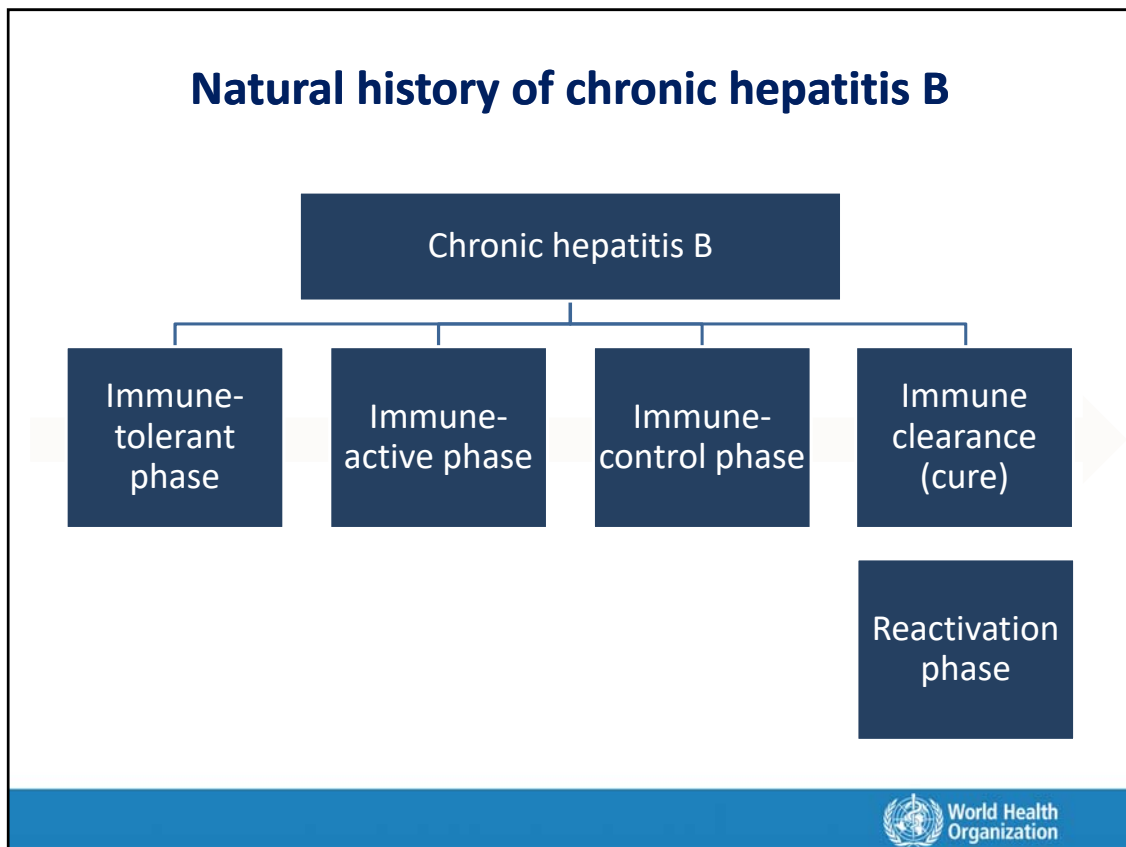 Natural history of chronic hepatitis B
Chronic hepatitis B
Immune-
tolerant
phase
Immune-
active phase
Immune-
control phase
Immune
clearance
(cure)
Reactivation
phase
World Health
Organization